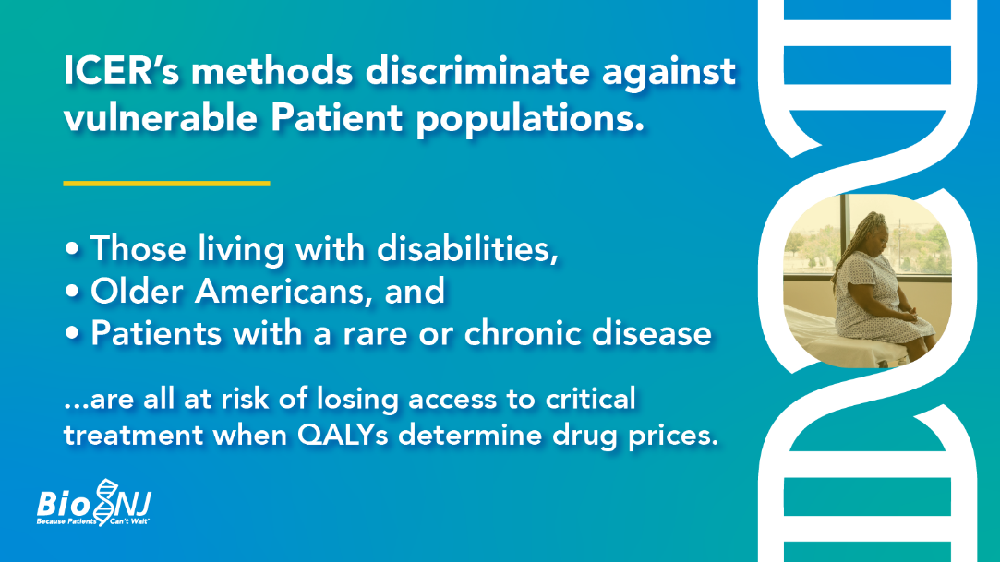 ICER’s methods discriminate against
vulnerable Patient populations.
• Those living with disabilities,
• Older Americans, and
• Patients with a rare or chronic disease
...are all at risk of losing access to critical
treatment when QALYs determine drug prices.
Bio NJ
Because Patients Can't Wait®